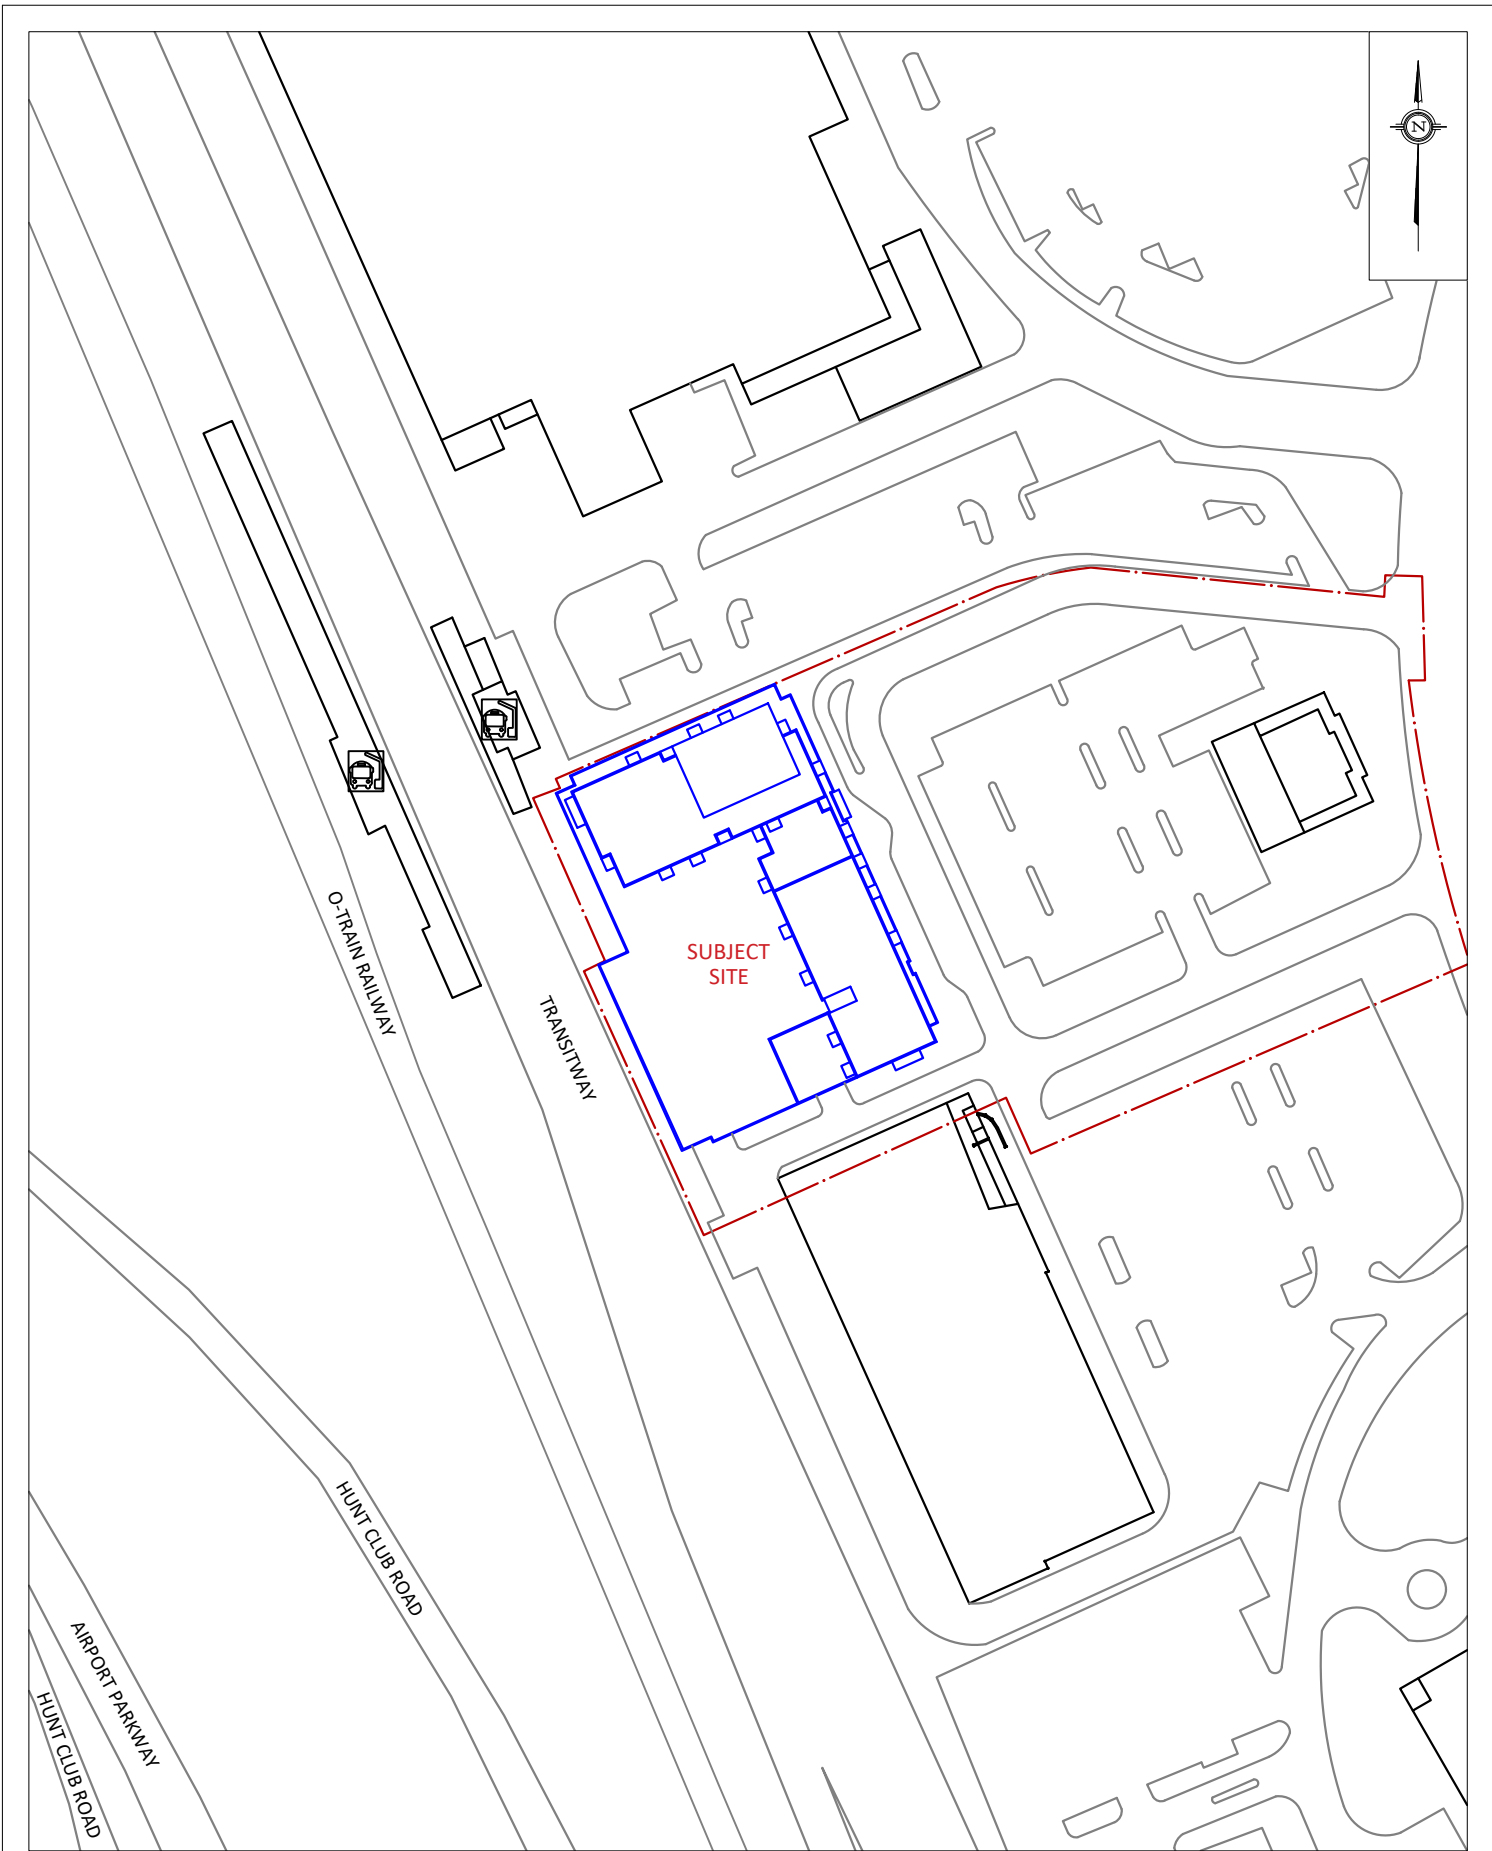 N
SUBJECT
SITE
O-TRAIN RAILWAY
TRANSITWAY
HUNT CLUB ROAD
AIRPORT PARKWAY
HUNT CLUB ROAD